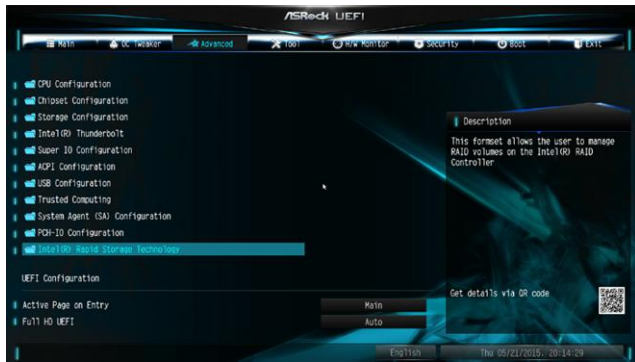 ASRock UEFI
Main OC Tweaker Advanced Tool H/W Monitor Security Boot Exit
CPU Configuration
Chipset Configuration
Storage Configuration
Intel(R) Thunderbolt
Super IO Configuration
ACPI Configuration
USB Configuration
Trusted Computing
System Agent (SA) Configuration
PCH-IO Configuration
Intel(R) Rapid Storage Technology
UEFI Configuration
Active Page on Entry Main
Full HD UEFI Auto
Description
This formset allows the user to manage
RAID volumes on the Intel(R) RAID
Controller
Get details via QR code
English Thu 05/21/2015, 20:14:29